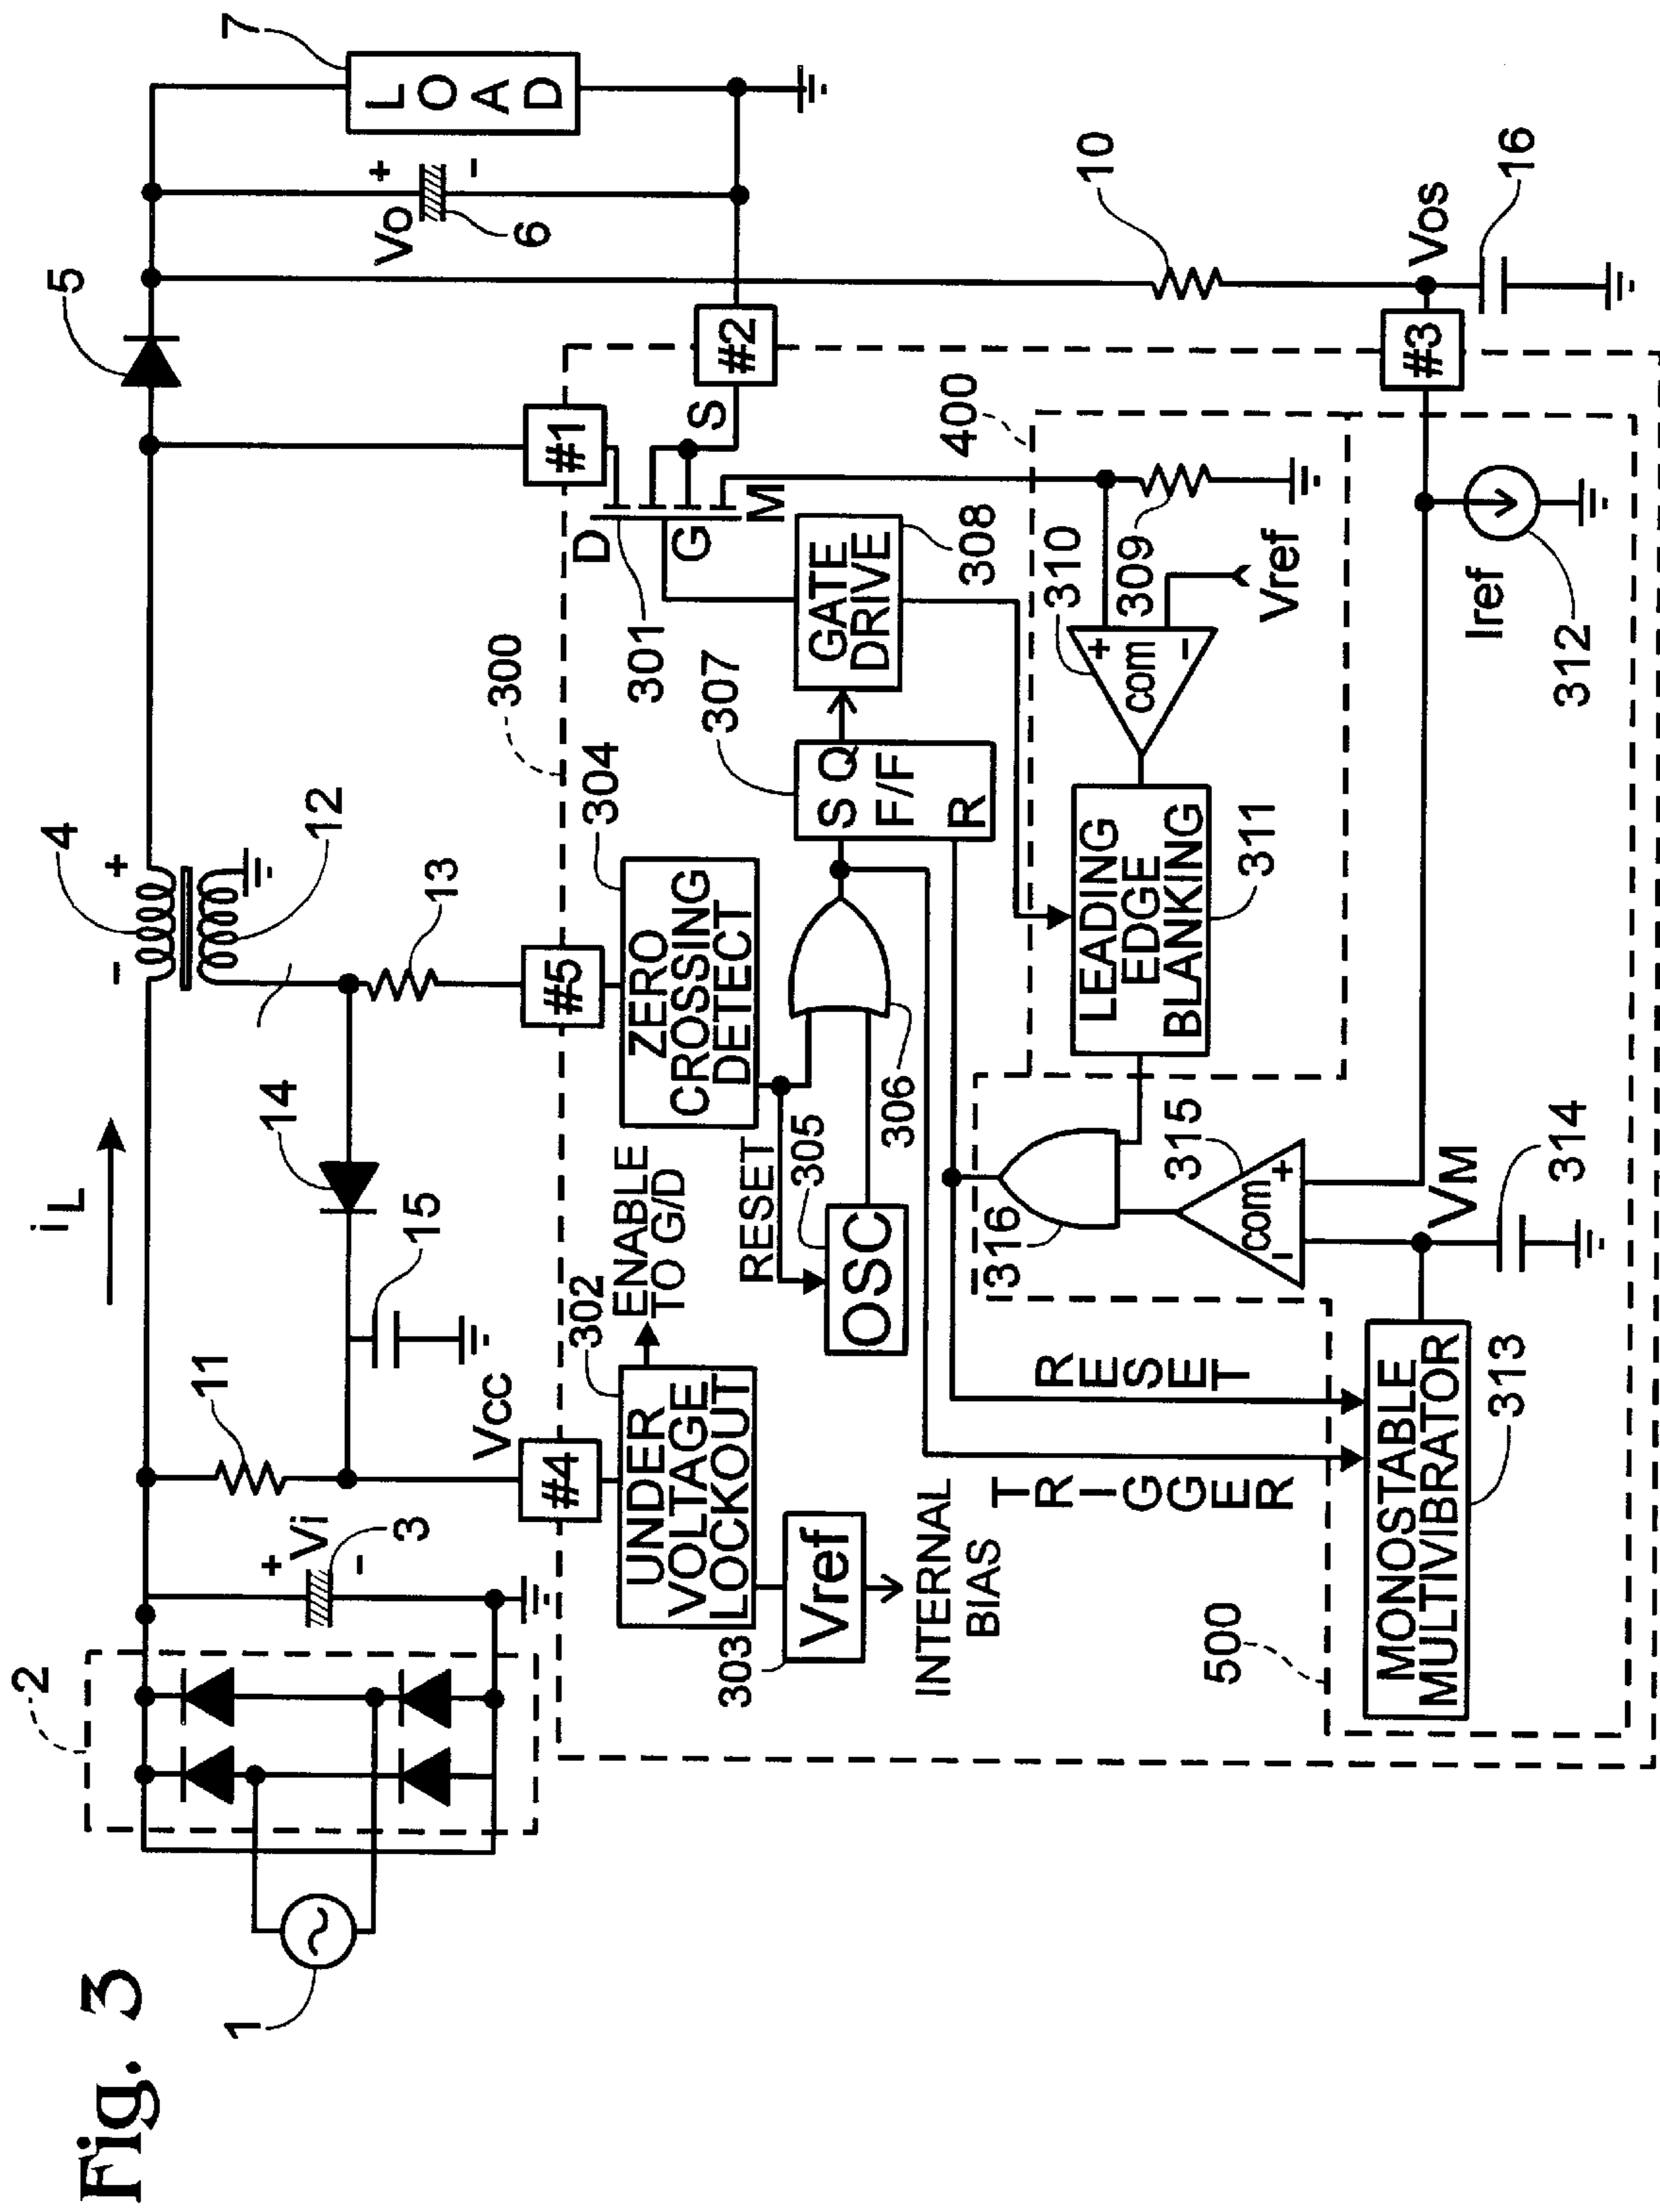 Fig. 3
1
2
+
Vi
-
3
11
iL
-
+
4
12
13
14
15
5
Vo
+
-
6
7
LOAD
10
Vos
16
Vcc
#4
#5
#1
#2
#3
300
302
UNDER
VOLTAGE
LOCKOUT
ENABLE
TO G/D
303
Vref
INTERNAL
BIAS
304
ZERO
CROSSING
DETECT
RESET
305
OSC
306
307
S Q
F/F
R
308
GATE
DRIVE
301
D
G
S
M
400
309
310
+
com
-
Vref
311
LEADING
EDGE
BLANKING
316
315
com
-
+
VM
314
Iref
312
TRIGGER
RESET
500
MONOSTABLE
MULTIVIBRATOR
313